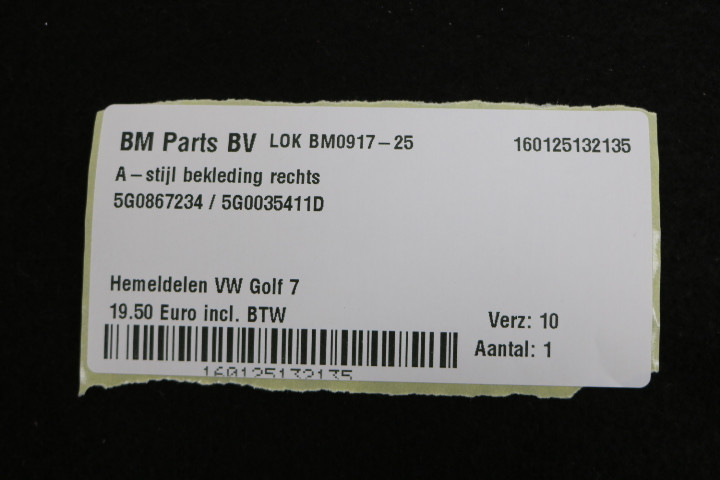 BM Parts BV LOK BM0917-25 160125132135
A-stijl bekleding rechts
5G0867234 / 5G0035411D
Hemeldelen VW Golf 7
19.50 Euro incl. BTW
Verz: 10
Aantal: 1
160125132135